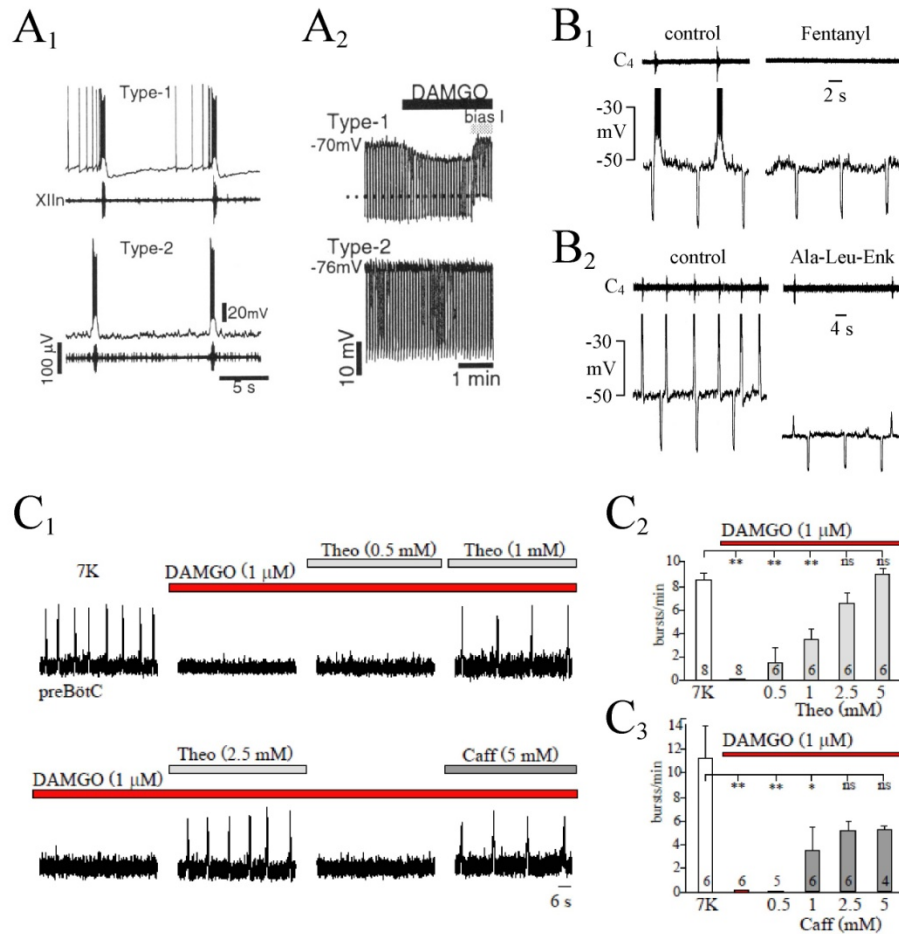 A1
Type-1
XIIn
Type-2
20mV
100 µV
5 s
A2
DAMGO
bias I
Type-1
-70mV
Type-2
-76mV
10 mV
1 min
B1
control
Fentanyl
C4
2 s
-30
mV
-50
B2
control
Ala-Leu-Enk
C4
4 s
-30
mV
-50
C1
7K
DAMGO (1 µM)
Theo (0.5 mM)
Theo (1 mM)
preBötC
DAMGO (1 µM)
Theo (2.5 mM)
Caff (5 mM)
6 s
C2
DAMGO (1 µM)
** ** ** ns ns
bursts/min
10
8
6
4
2
0
8 8 6 6 6 6
7K 0.5 1 2.5 5
Theo (mM)
C3
DAMGO (1 µM)
** ** * ns ns
bursts/min
14
12
10
8
6
4
2
0
6 6 5 6 6 4
7K 0.5 1 2.5 5
Caff (mM)